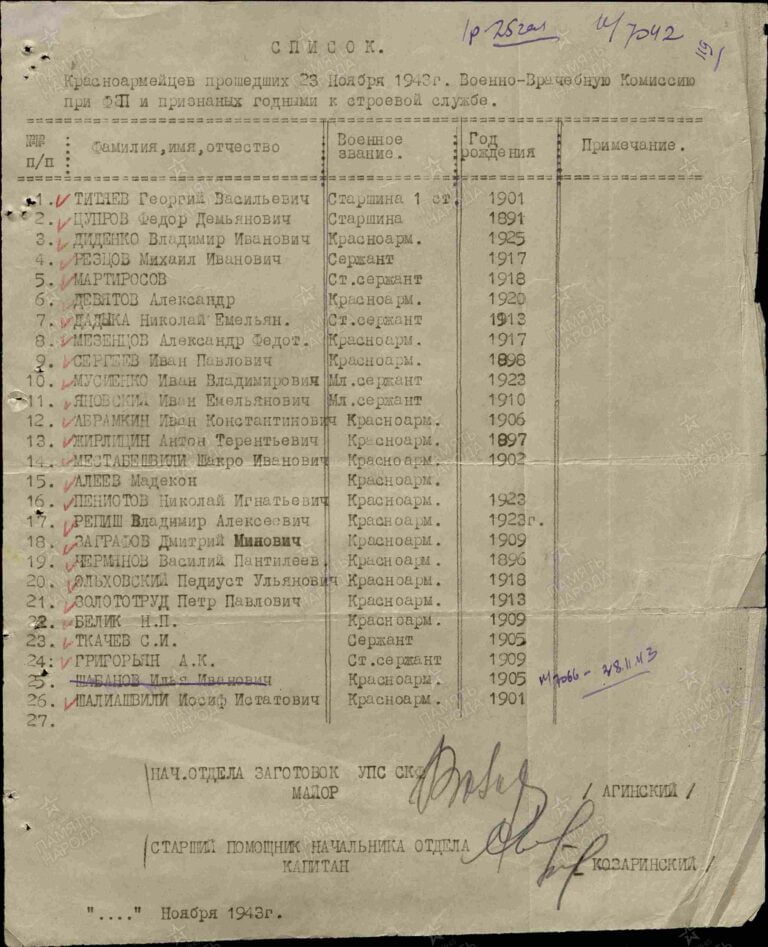 С П И С О К.
Красноармейцев прошедших 23 Ноября 1943г. Военно-Врачебную Комиссию
при ФЭП и признаных годными к строевой службе.
№№ п/п Фамилия,имя,отчество Военное звание. Год рождения Примечание.
1. ТИТЯЕВ Георгий Васильевич Старшина 1 ст. 1901
2. ЦУПРОВ Федор Демьянович Старшина 1891
3. ДИДЕНКО Владимир Иванович Красноарм. 1925
4. РЕЗЦОВ Михаил Иванович Сержант 1917
5. МАРТИРОСОВ Ст.сержант 1918
6. ДЕВЯТОВ Александр Красноарм. 1920
7. ДАДЫКА Николай Емельян. Ст.сержант 1913
8. МЕЗЕНЦОВ Александр Федот. Красноарм. 1917
9. СЕРГЕЕВ Иван Павлович Красноарм. 1898
10. МУСИЕНКО Иван Владимирович Мл.сержант 1923
11. ЯНОВСКИЙ Иван Емельянович Мл.сержант 1910
12. АБРАМКИН Иван Константинович Красноарм. 1906
13. ЖИРЛИЦИН Антон Терентьевич Красноарм. 1897
14. МЕСТАБЕШВИЛИ Шакро Иванович Красноарм. 1902
15. АЛЕЕВ Мадекон Красноарм.
16. ПЕНИОТОВ Николай Игнатьевич Красноарм. 1923
17. РЕПИШ Владимир Алексеевич Красноарм. 1923г.
18. ЗАГРАФОВ Дмитрий Минович Красноарм. 1909
19. ЧЕРМЯНОВ Василий Пантилеев. Красноарм. 1896
20. ОЛЬХОВСКИЙ Педиуст Ульянович Красноарм. 1918
21. ЗОЛОТОТРУД Петр Павлович Красноарм. 1913
22. БЕЛИК Н.П. Красноарм. 1909
23. ТКАЧЕВ С.И. Сержант 1905
24: ГРИГОРЬЯН А.К. Ст.сержант 1909
25. ШАБАНОВ Илья Иванович Красноарм. 1905
26. ШАЛИАШВИЛИ Иосиф Истатович Красноарм. 1901
27.
НАЧ.ОТДЕЛА ЗАГОТОВОК УПС СКФ
МАЙОР / АГИНСКИЙ /
СТАРШИЙ ПОМОЩНИК НАЧАЛЬНИКА ОТДЕЛА
КАПИТАН / КОЗАРИНСКИЙ /
"...." Ноября 1943г.